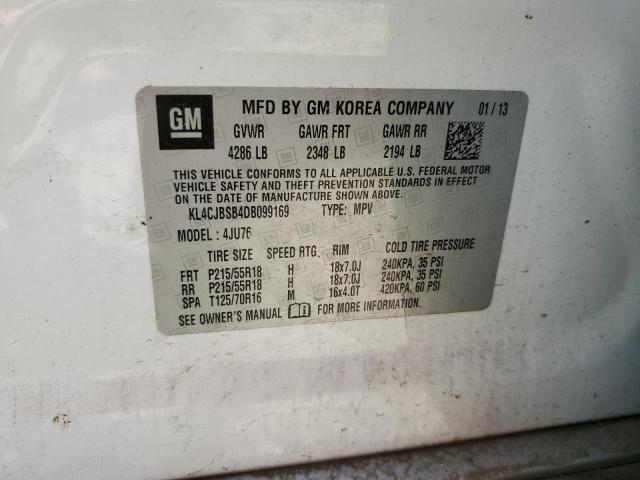 GM MFD BY GM KOREA COMPANY 01/13
GVWR GAWR FRT GAWR RR
4286 LB 2348 LB 2194 LB
THIS VEHICLE CONFORMS TO ALL APPLICABLE U.S. FEDERAL MOTOR
VEHICLE SAFETY AND THEFT PREVENTION STANDARDS IN EFFECT
ON THE DATE OF MANUFACTURE SHOWN ABOVE.
KL4CJBSB4DB099169 TYPE: MPV
MODEL: 4JU76
TIRE SIZE SPEED RTG. RIM COLD TIRE PRESSURE
FRT P215/55R18 H 18x7.0J 240KPA, 35 PSI
RR P215/55R18 H 18x7.0J 240KPA, 35 PSI
SPA T125/70R16 M 16x4.0T 420KPA, 60 PSI
SEE OWNER'S MANUAL i FOR MORE INFORMATION.